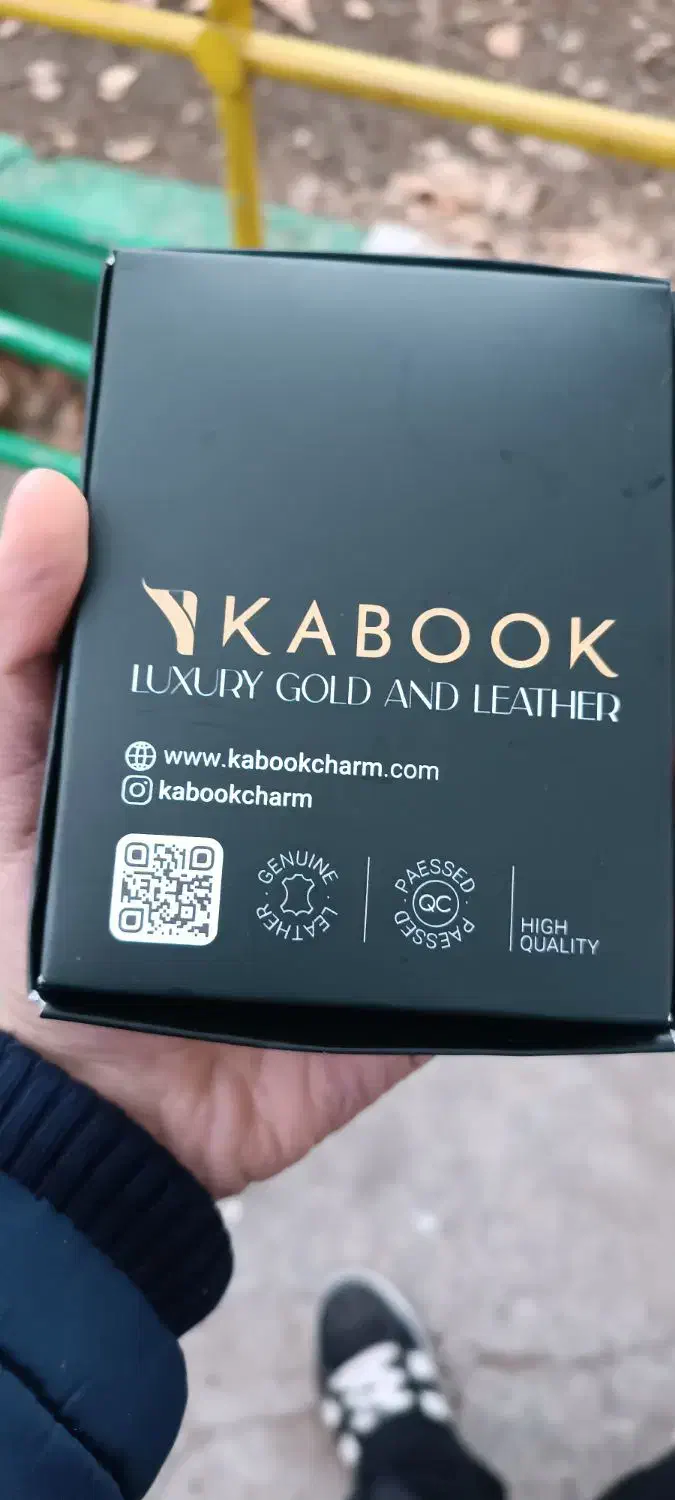 KABOOK
LUXURY GOLD AND LEATHER
www.kabookcharm.com
kabookcharm
GENUINE
LEATHER
PAESSED
QC
PAESSED
HIGH
QUALITY